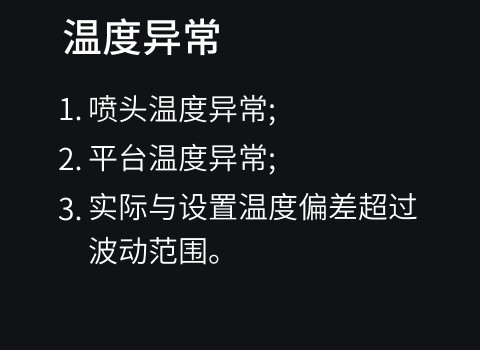 温度异常
1. 喷头温度异常;
2. 平台温度异常;
3. 实际与设置温度偏差超过
波动范围。